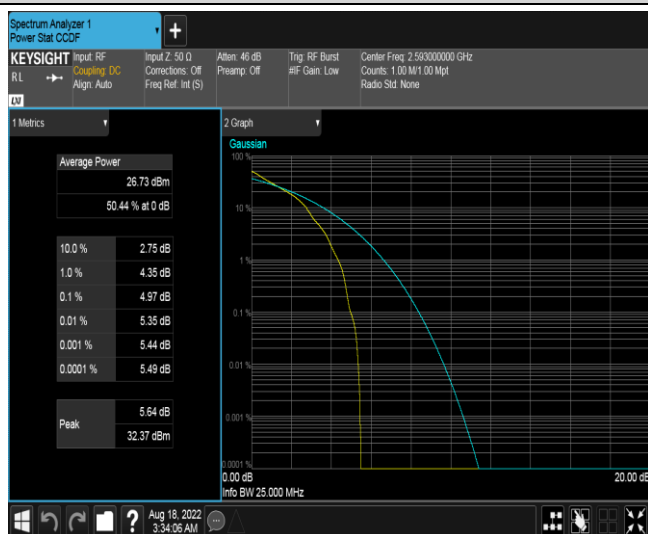 Spectrum Analyzer 1
Power Stat CCDF
KEYSIGHT
R L
LXI
Input: RF
Coupling: DC
Align: Auto
Input Z: 50 Ω
Corrections: Off
Freq Ref: Int (S)
Atten: 46 dB
Preamp: Off
Trig: RF Burst
#IF Gain: Low
Center Freq: 2.593000000 GHz
Counts: 1.00 M/1.00 Mpt
Radio Std: None
1 Metrics
Average Power
26.73 dBm
50.44 % at 0 dB
10.0 % 2.75 dB
1.0 % 4.35 dB
0.1 % 4.97 dB
0.01 % 5.35 dB
0.001 % 5.44 dB
0.0001 % 5.49 dB
Peak
5.64 dB
32.37 dBm
2 Graph
Gaussian
100 %
10 %
1 %
0.1 %
0.01 %
0.001 %
0.0001 %
0.00 dB
20.00 dB
Info BW 25.000 MHz
?
Aug 18, 2022
3:34:06 AM